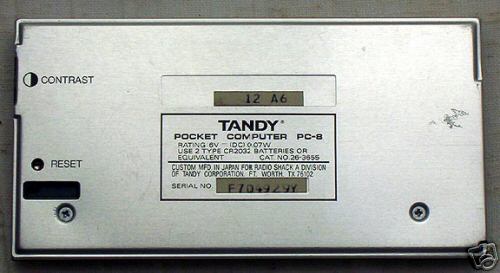 CONTRAST
12 A6
TANDY®
POCKET COMPUTER PC-8
RATING 6V ⎓ (DC) 0.07W
USE 2 TYPE CR2032 BATTERIES OR
EQUIVALENT CAT. NO. 26-3655
RESET
CUSTOM MFD. IN JAPAN FOR RADIO SHACK A DIVISION
OF TANDY CORPORATION, FT. WORTH, TX 76102
SERIAL NO.